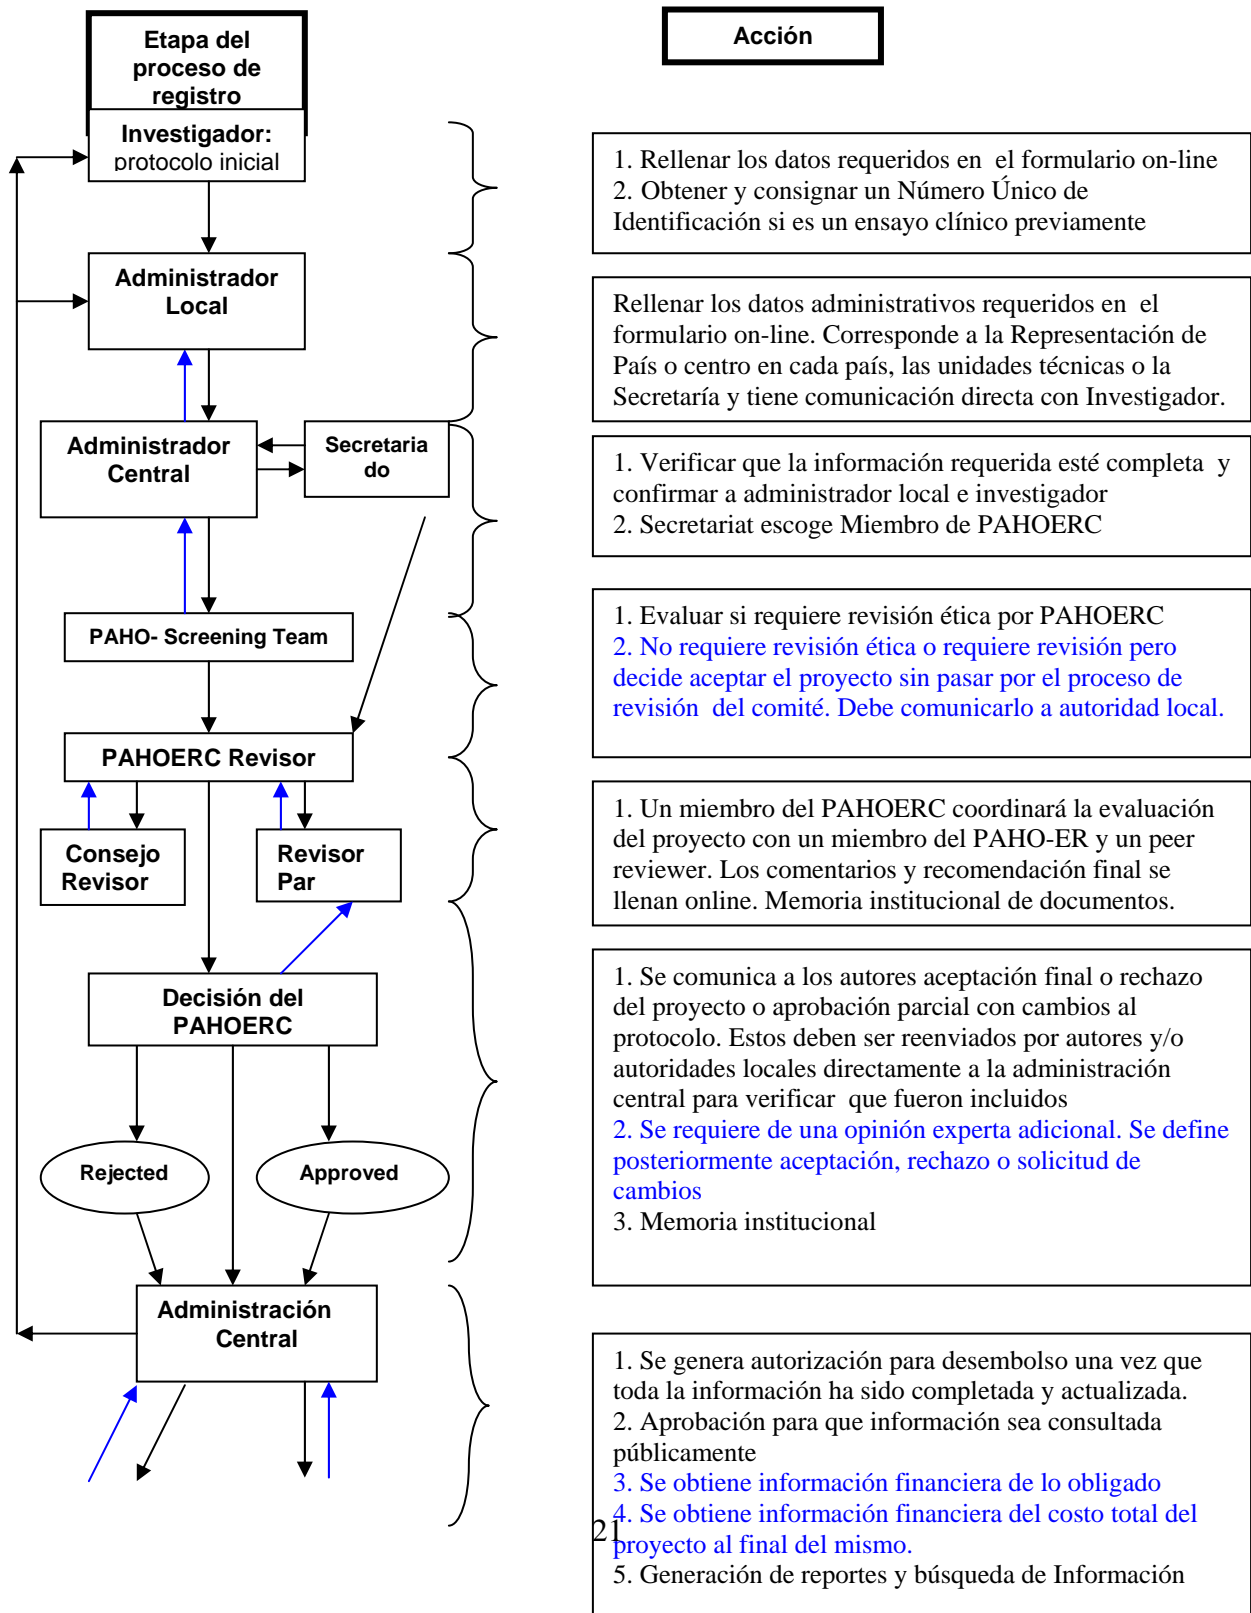 Etapa del
proceso de
registro
Acción
Investigador:
protocolo inicial
1. Rellenar los datos requeridos en el formulario on-line
2. Obtener y consignar un Número Único de
Identificación si es un ensayo clínico previamente
Administrador
Local
Rellenar los datos administrativos requeridos en el
formulario on-line. Corresponde a la Representación de
País o centro en cada país, las unidades técnicas o la
Secretaría y tiene comunicación directa con Investigador.
Administrador
Central
Secretaria
do
1. Verificar que la información requerida esté completa y
confirmar a administrador local e investigador
2. Secretariat escoge Miembro de PAHOERC
PAHO- Screening Team
1. Evaluar si requiere revisión ética por PAHOERC
2. No requiere revisión ética o requiere revisión pero
decide aceptar el proyecto sin pasar por el proceso de
revisión del comité. Debe comunicarlo a autoridad local.
PAHOERC Revisor
Consejo
Revisor
Revisor
Par
1. Un miembro del PAHOERC coordinará la evaluación
del proyecto con un miembro del PAHO-ER y un peer
reviewer. Los comentarios y recomendación final se
llenan online. Memoria institucional de documentos.
Decisión del
PAHOERC
1. Se comunica a los autores aceptación final o rechazo
del proyecto o aprobación parcial con cambios al
protocolo. Estos deben ser reenviados por autores y/o
autoridades locales directamente a la administración
central para verificar que fueron incluidos
2. Se requiere de una opinión experta adicional. Se define
posteriormente aceptación, rechazo o solicitud de
cambios
3. Memoria institucional
Rejected
Approved
Administración
Central
1. Se genera autorización para desembolso una vez que
toda la información ha sido completada y actualizada.
2. Aprobación para que información sea consultada
públicamente
3. Se obtiene información financiera de lo obligado
4. Se obtiene información financiera del costo total del
proyecto al final del mismo.
5. Generación de reportes y búsqueda de Información
21